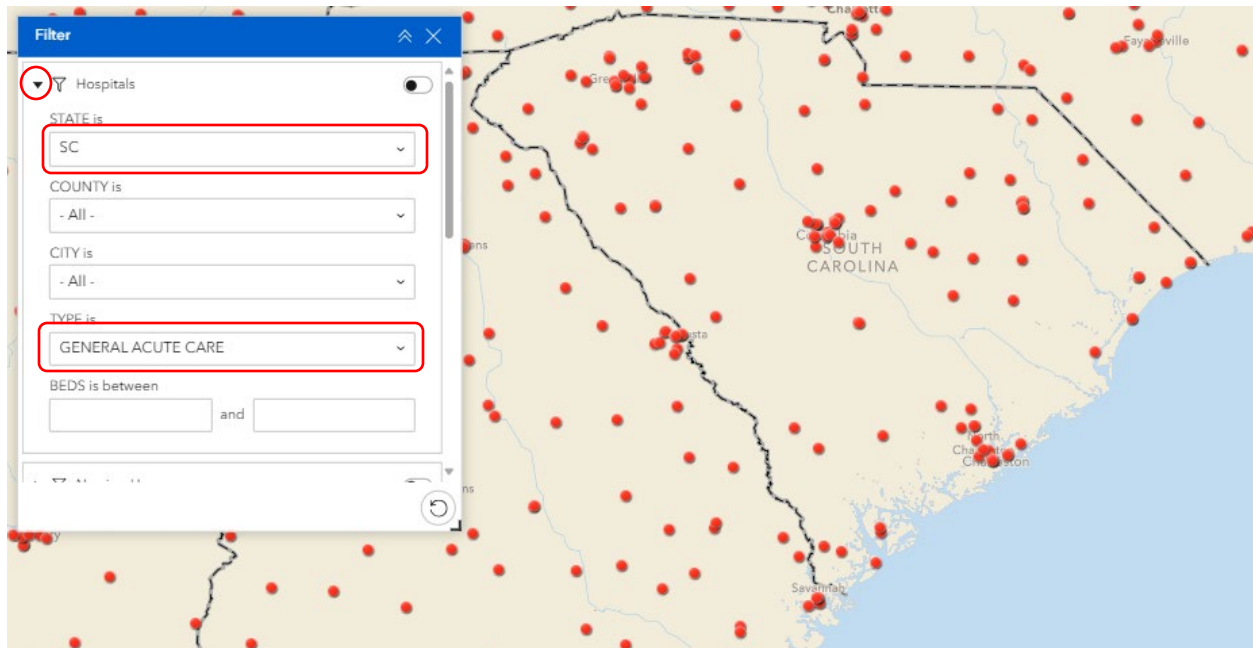 Filter
Hospitals
STATE is
SC
COUNTY is
- All -
CITY is
- All -
TYPE is
GENERAL ACUTE CARE
BEDS is between
and
SOUTH
CAROLINA
North
Charleston
Savannah